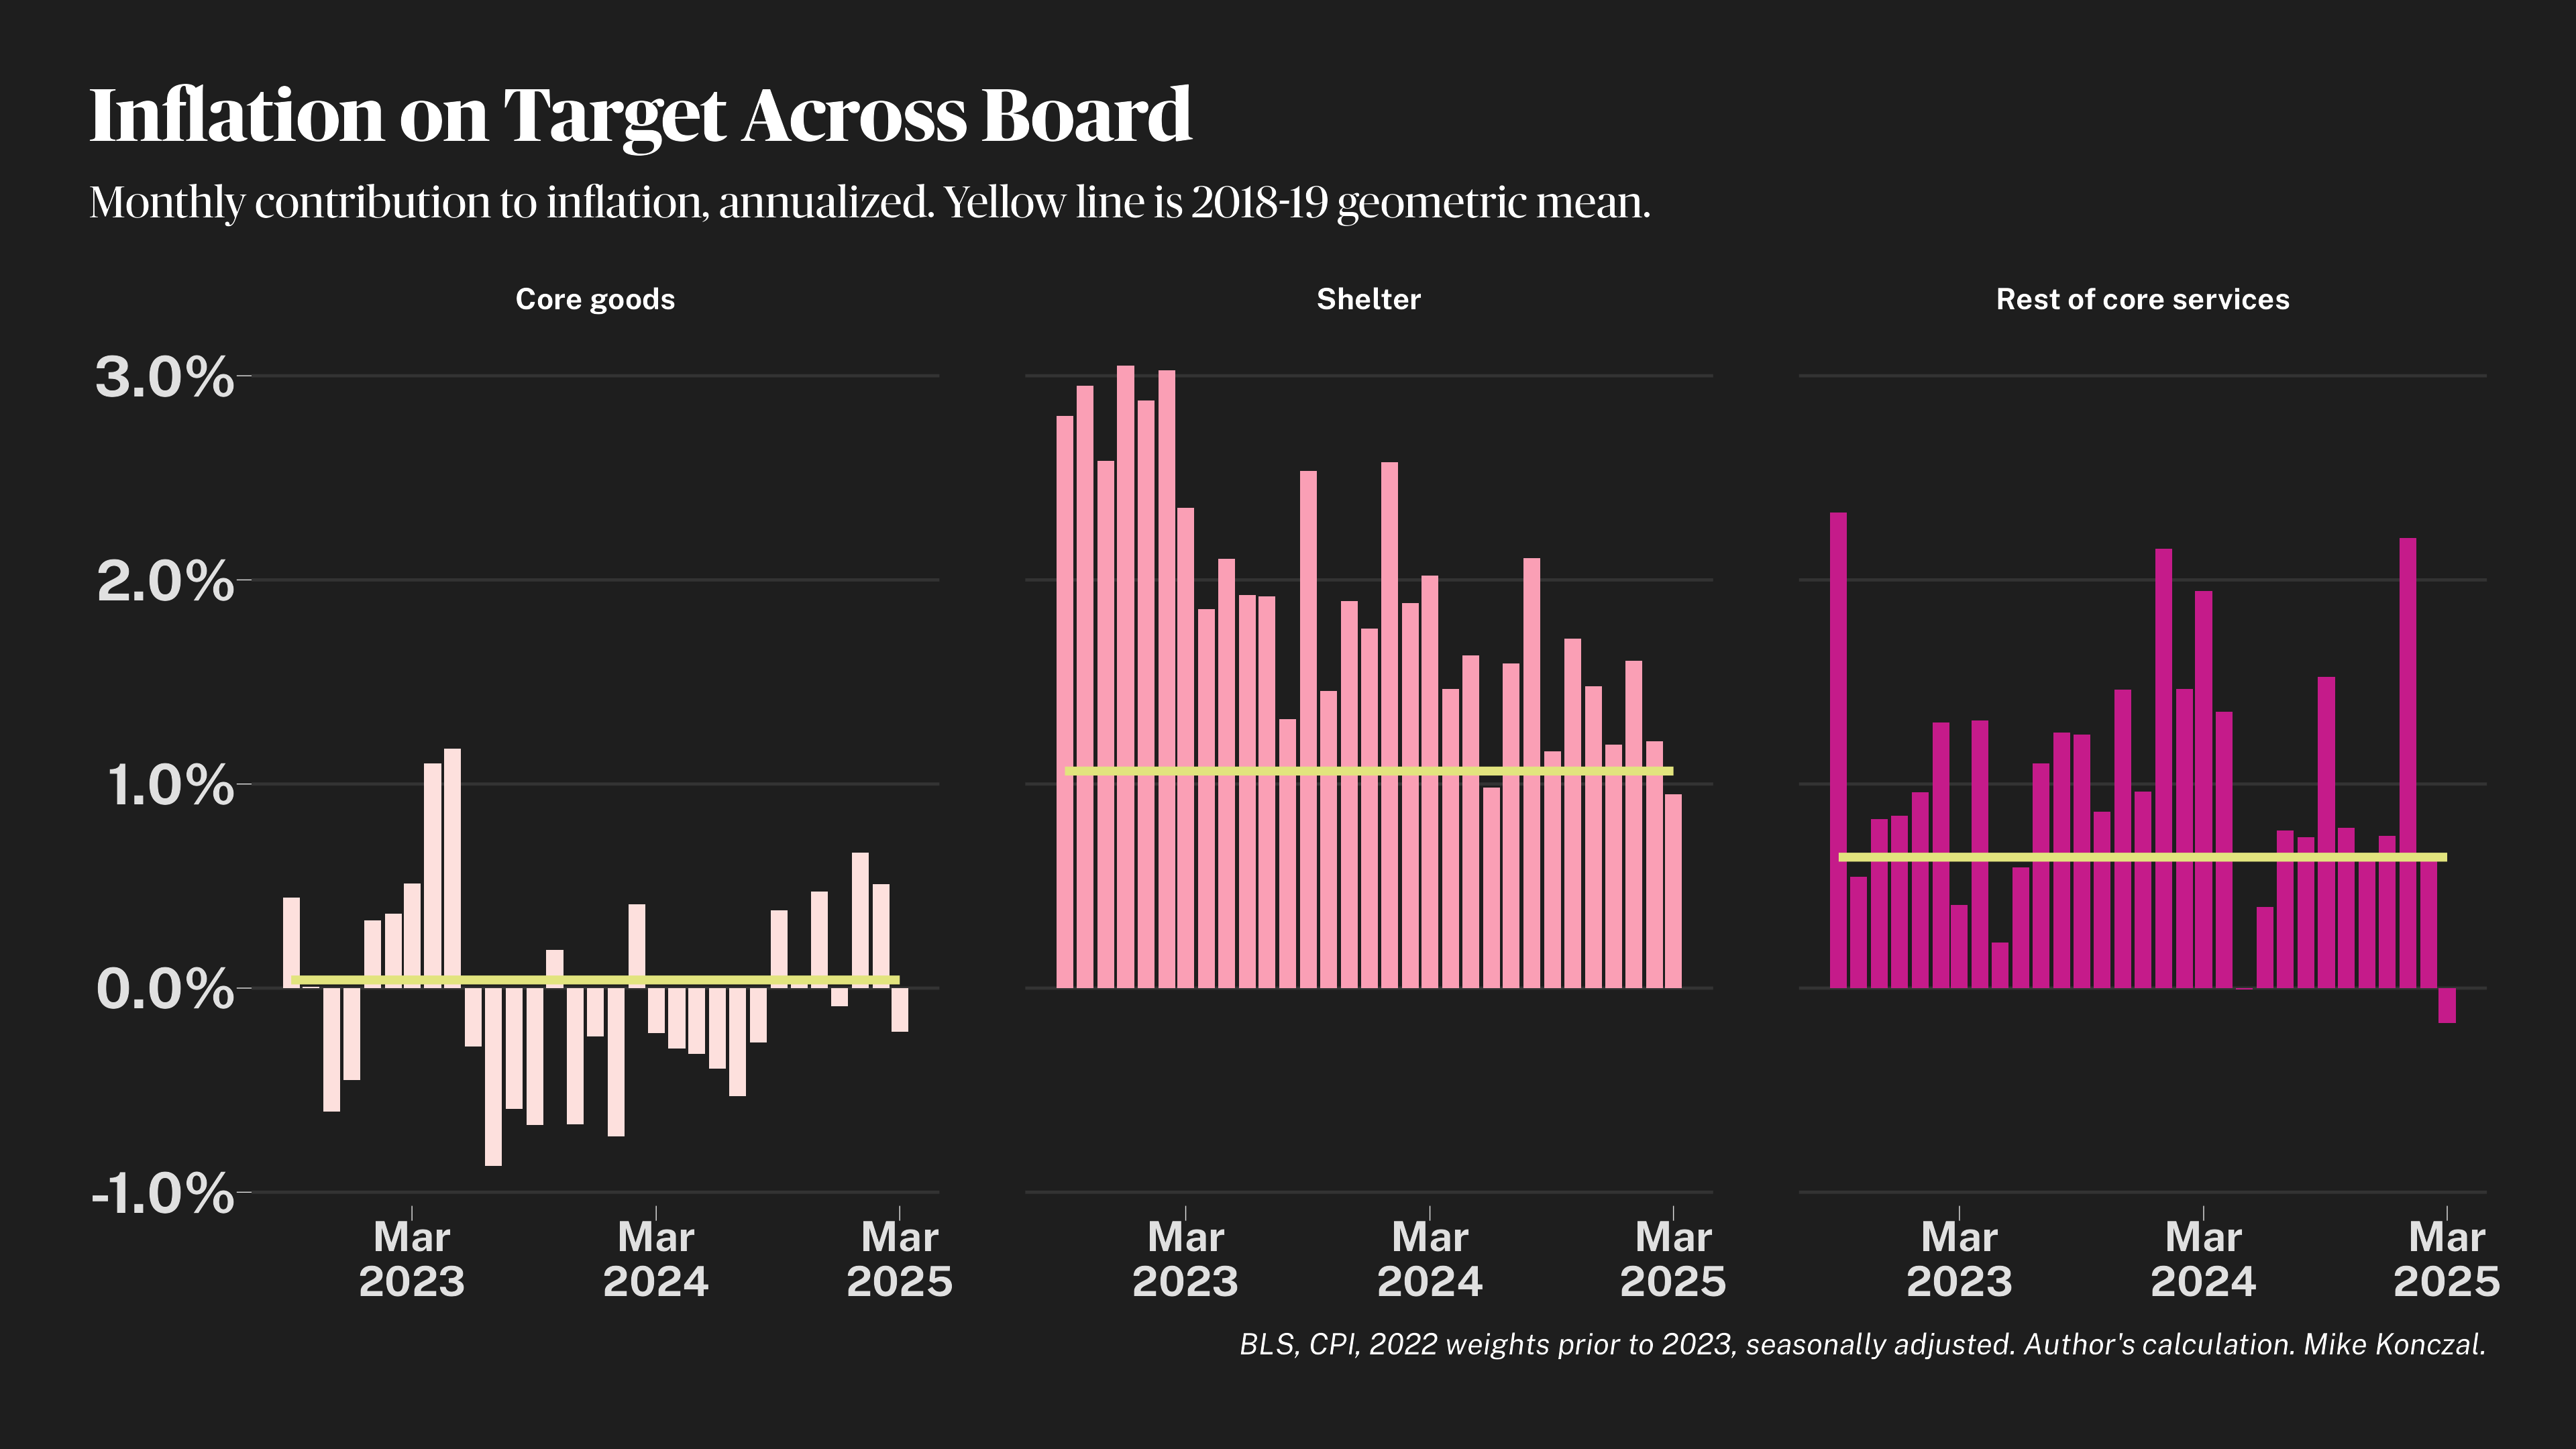 Inflation on Target Across Board
Monthly contribution to inflation, annualized. Yellow line is 2018-19 geometric mean.
Core goods
Shelter
Rest of core services
3.0%
2.0%
1.0%
0.0%
-1.0%
Mar
2023
Mar
2024
Mar
2025
Mar
2023
Mar
2024
Mar
2025
Mar
2023
Mar
2024
Mar
2025
BLS, CPI, 2022 weights prior to 2023, seasonally adjusted. Author's calculation. Mike Konczal.